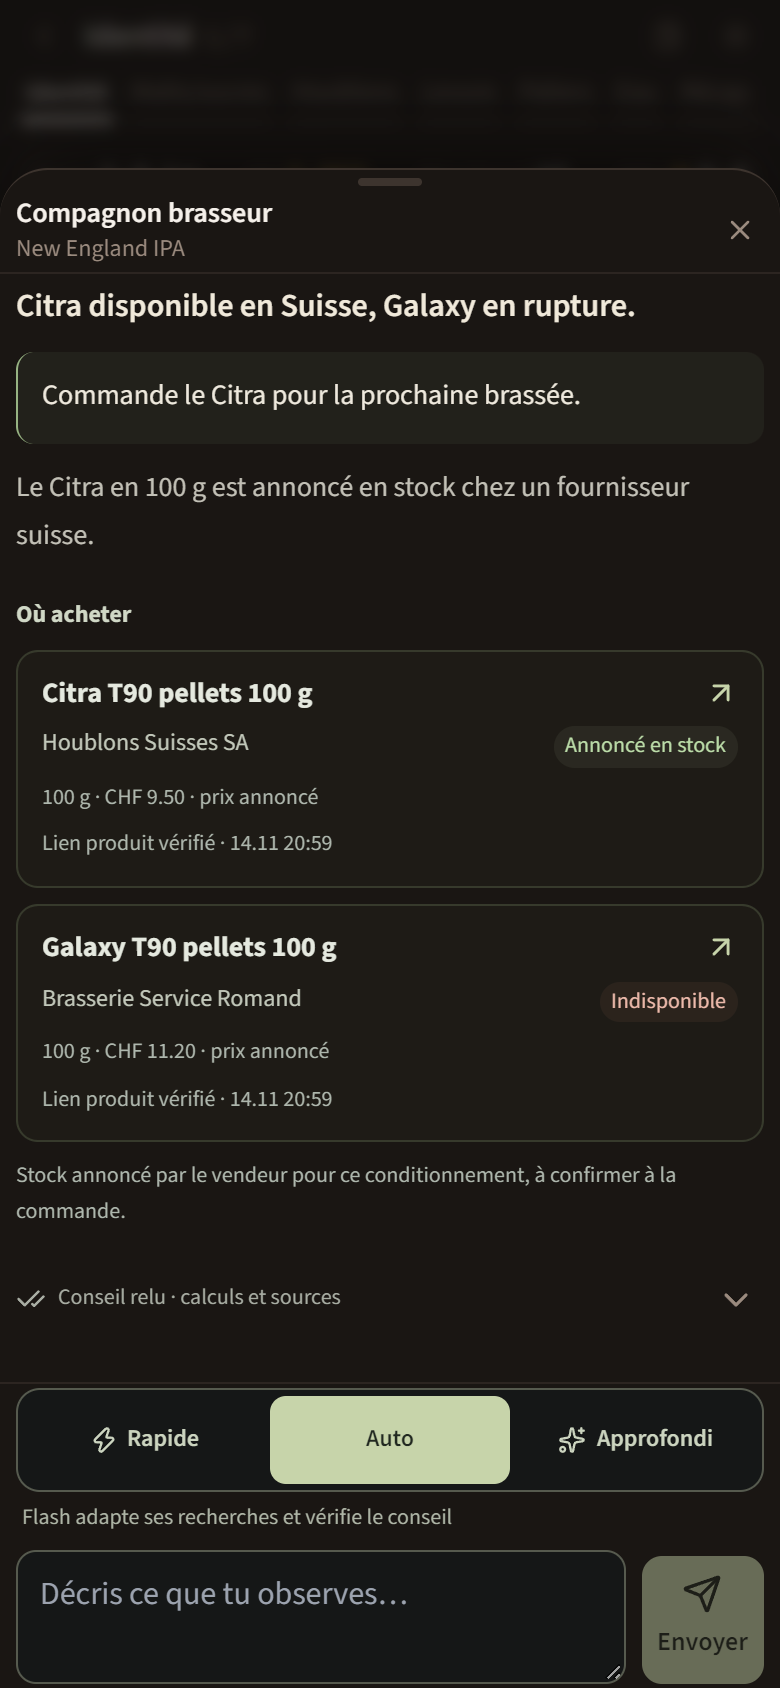 Compagnon brasseur
New England IPA
Citra disponible en Suisse, Galaxy en rupture.
Commande le Citra pour la prochaine brassée.
Le Citra en 100 g est annoncé en stock chez un fournisseur
suisse.
Où acheter
Citra T90 pellets 100 g
Houblons Suisses SA
Annoncé en stock
100 g · CHF 9.50 · prix annoncé
Lien produit vérifié · 14.11 20:59
Galaxy T90 pellets 100 g
Brasserie Service Romand
Indisponible
100 g · CHF 11.20 · prix annoncé
Lien produit vérifié · 14.11 20:59
Stock annoncé par le vendeur pour ce conditionnement, à confirmer à la
commande.
Conseil relu · calculs et sources
Rapide
Auto
Approfondi
Flash adapte ses recherches et vérifie le conseil
Décris ce que tu observes…
Envoyer